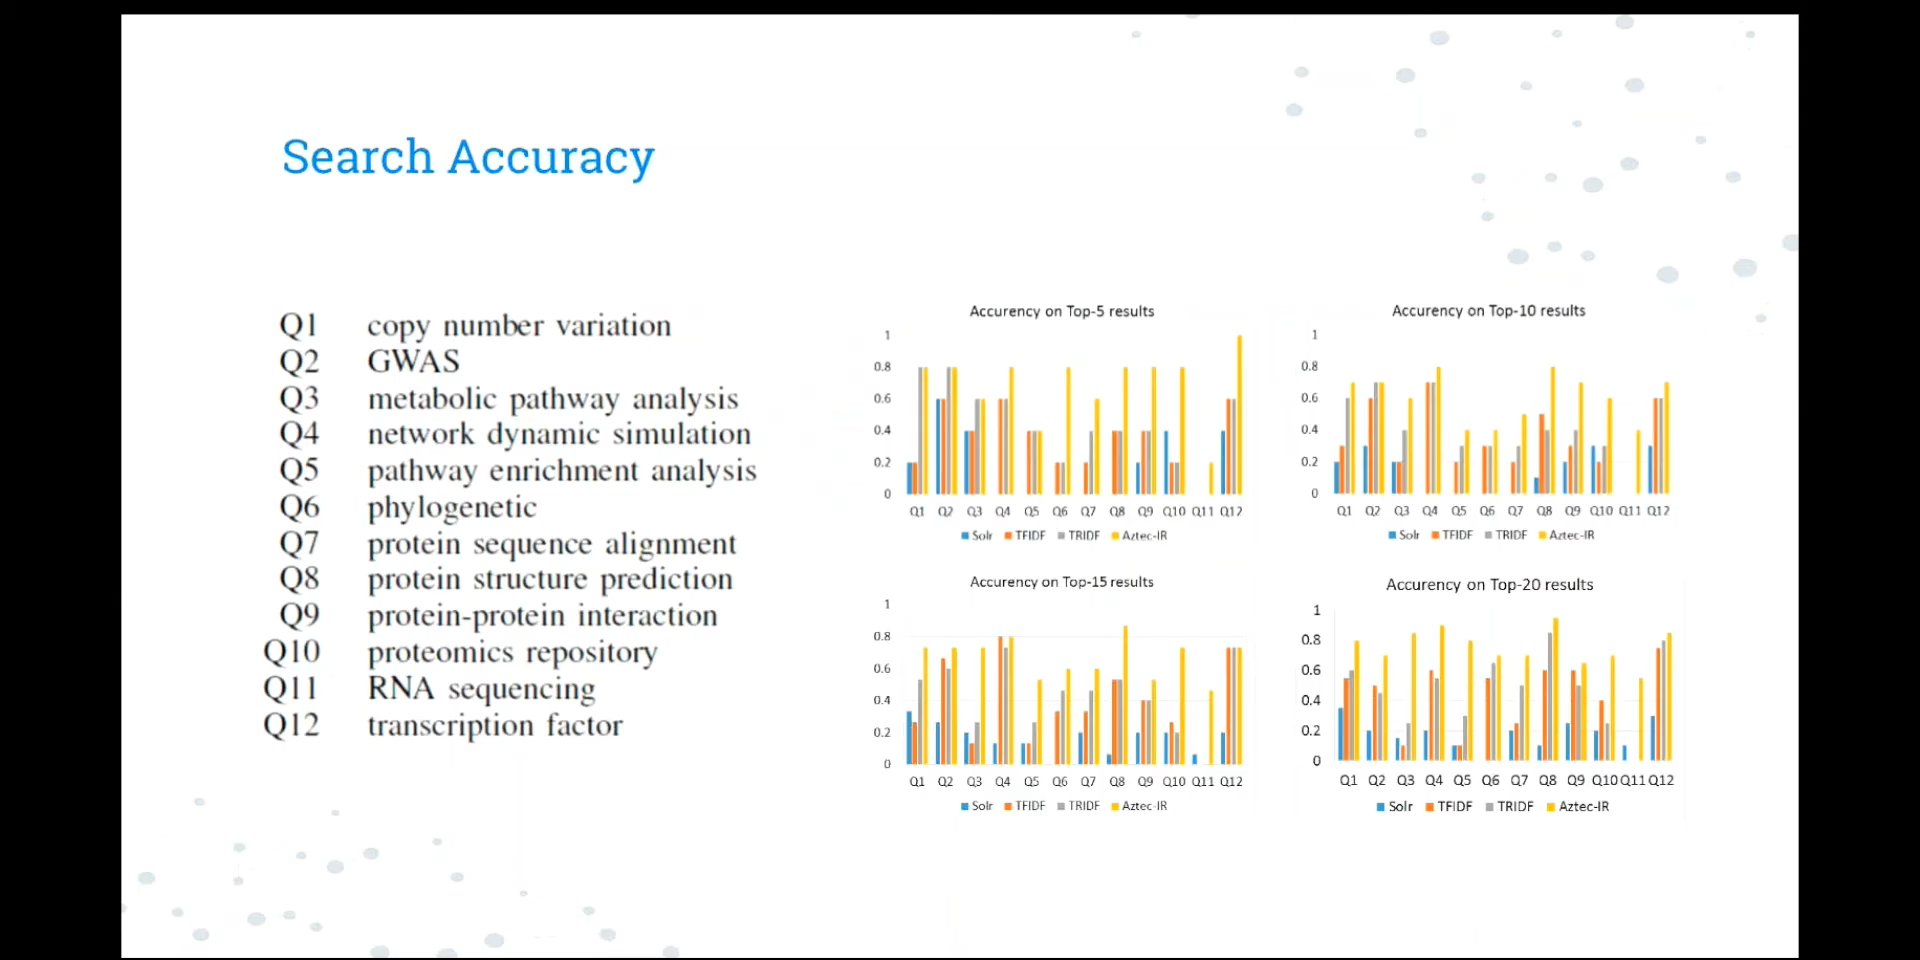 Search Accuracy
Q1 copy number variation
Q2 GWAS
Q3 metabolic pathway analysis
Q4 network dynamic simulation
Q5 pathway enrichment analysis
Q6 phylogenetic
Q7 protein sequence alignment
Q8 protein structure prediction
Q9 protein-protein interaction
Q10 proteomics repository
Q11 RNA sequencing
Q12 transcription factor
Accurency on Top-5 results
1
0.8
0.6
0.4
0.2
0
Q1 Q2 Q3 Q4 Q5 Q6 Q7 Q8 Q9 Q10 Q11 Q12
Solr TFIDF TRIDF Aztec-IR
Accurency on Top-10 results
1
0.8
0.6
0.4
0.2
0
Q1 Q2 Q3 Q4 Q5 Q6 Q7 Q8 Q9 Q10 Q11 Q12
Solr TFIDF TRIDF Aztec-IR
Accurency on Top-15 results
1
0.8
0.6
0.4
0.2
0
Q1 Q2 Q3 Q4 Q5 Q6 Q7 Q8 Q9 Q10 Q11 Q12
Solr TFIDF TRIDF Aztec-IR
Accurency on Top-20 results
1
0.8
0.6
0.4
0.2
0
Q1 Q2 Q3 Q4 Q5 Q6 Q7 Q8 Q9 Q10 Q11 Q12
Solr TFIDF TRIDF Aztec-IR